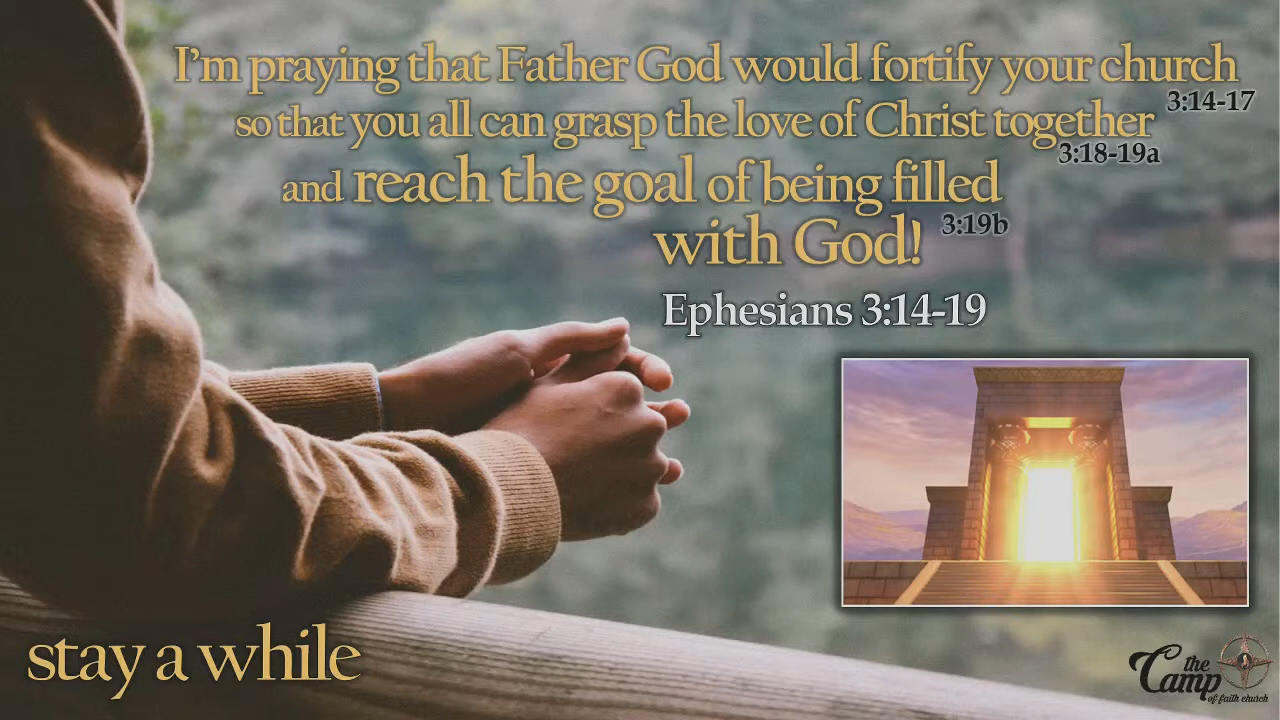 I'm praying that Father God would fortify your church
3:14-17
so that you all can grasp the love of Christ together
3:18-19a
and reach the goal of being filled
with God! 3:19b
Ephesians 3:14-19
stay a while
the
Camp
of faith church